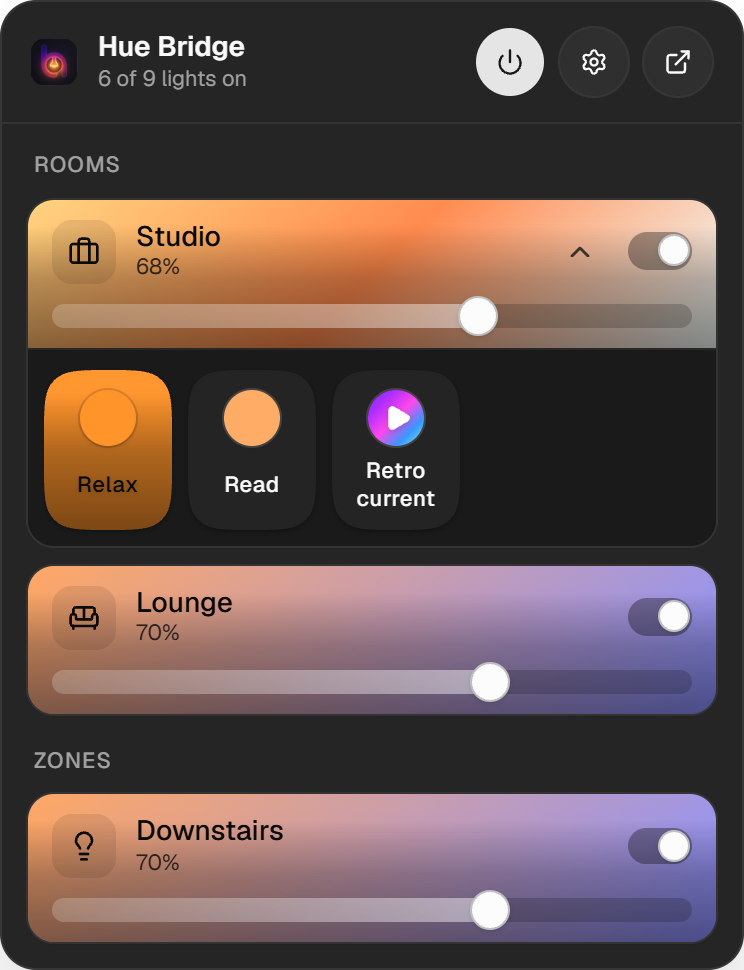 Hue Bridge
6 of 9 lights on
ROOMS
Studio
68%
Relax
Read
Retro
current
Lounge
70%
ZONES
Downstairs
70%